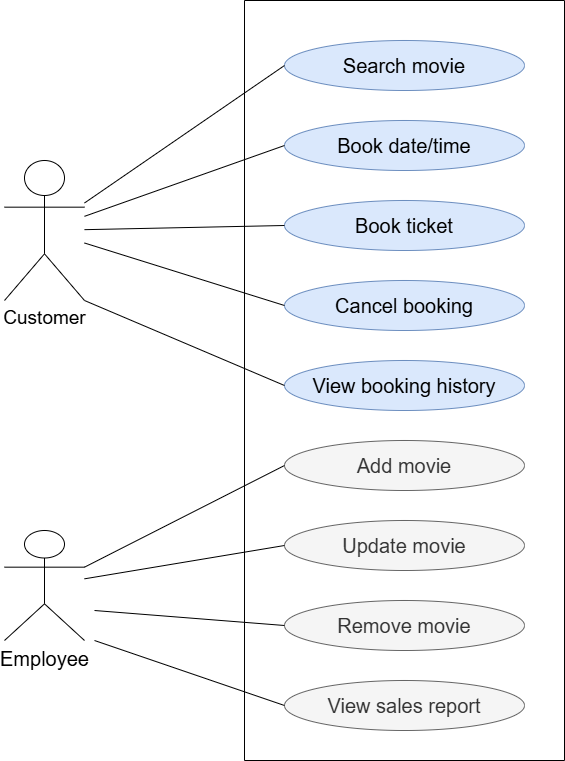 Search movie
Book date/time
Book ticket
Customer
Cancel booking
View booking history
Add movie
Update movie
Remove movie
Employee
View sales report